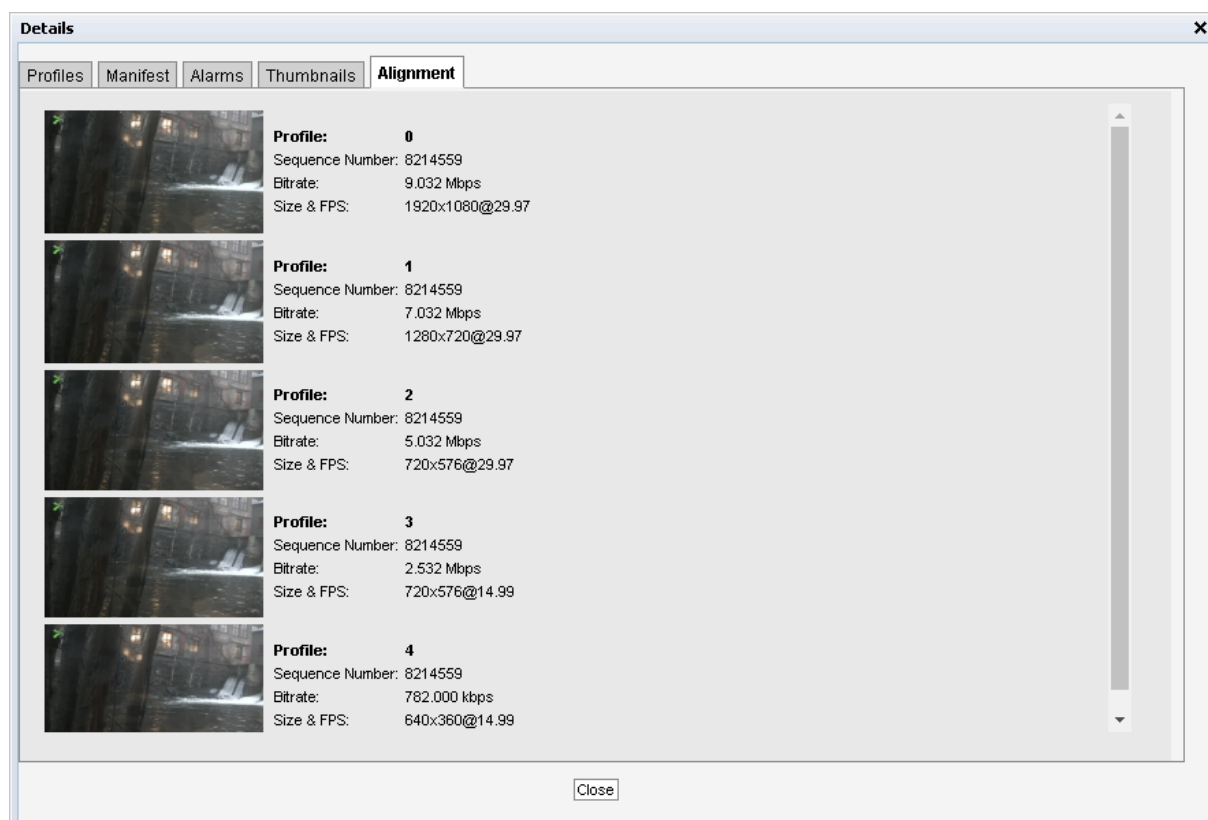 Details
Profiles Manifest Alarms Thumbnails Alignment
Profile: 0
Sequence Number: 8214559
Bitrate: 9.032 Mbps
Size & FPS: 1920x1080@29.97
Profile: 1
Sequence Number: 8214559
Bitrate: 7.032 Mbps
Size & FPS: 1280x720@29.97
Profile: 2
Sequence Number: 8214559
Bitrate: 5.032 Mbps
Size & FPS: 720x576@29.97
Profile: 3
Sequence Number: 8214559
Bitrate: 2.532 Mbps
Size & FPS: 720x576@14.99
Profile: 4
Sequence Number: 8214559
Bitrate: 782.000 kbps
Size & FPS: 640x360@14.99
Close